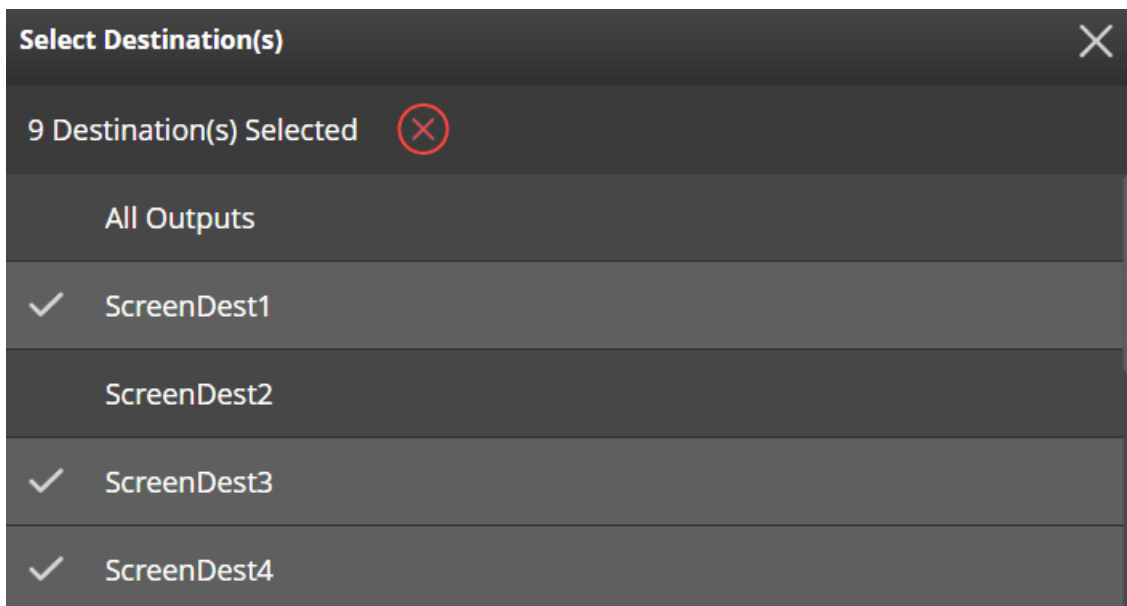 Select Destination(s)
9 Destination(s) Selected
All Outputs
ScreenDest1
ScreenDest2
ScreenDest3
ScreenDest4